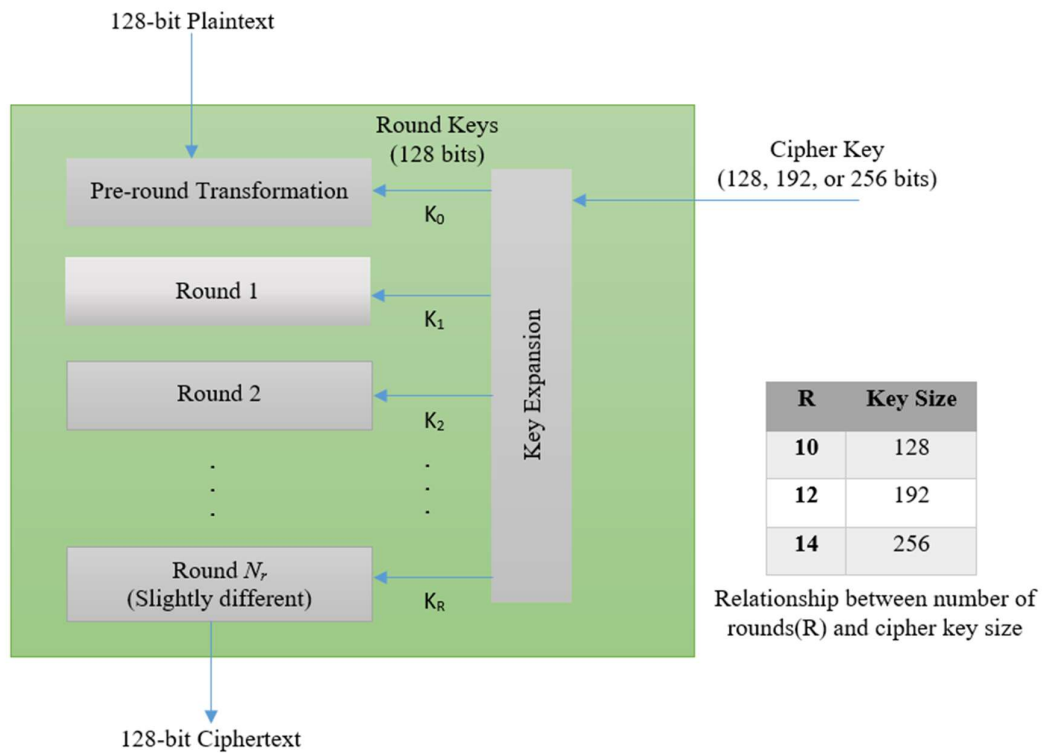 128-bit Plaintext
Round Keys
(128 bits)
Cipher Key
(128, 192, or 256 bits)
Pre-round Transformation
K₀
Round 1
K₁
Round 2
K₂
Key Expansion
. .
. .
. .
Round Nᵣ
(Slightly different)
K_R
R Key Size
10 128
12 192
14 256
Relationship between number of
rounds(R) and cipher key size
128-bit Ciphertext